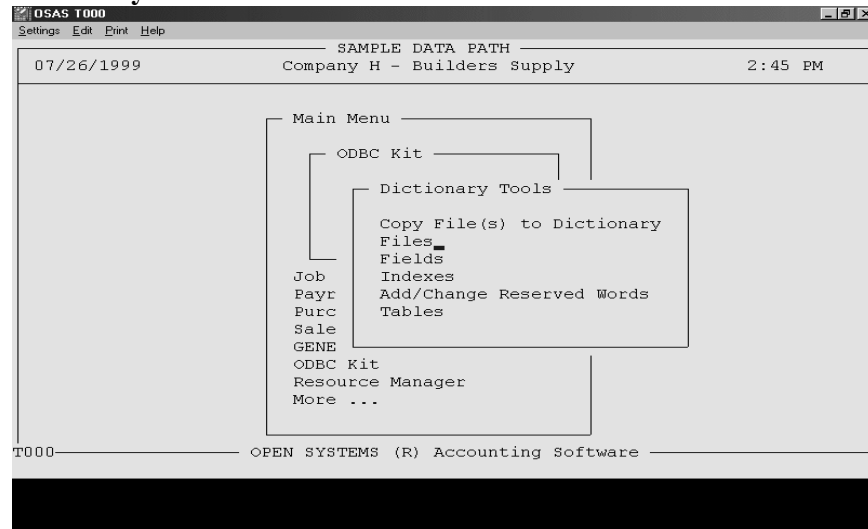 OSAS T000
Settings Edit Print Help
SAMPLE DATA PATH
07/26/1999 Company H - Builders Supply 2:45 PM
Main Menu
ODBC Kit
Dictionary Tools
Copy File(s) to Dictionary
Files
Fields
Job Indexes
Payr Add/Change Reserved Words
Purc Tables
Sale
GENE
ODBC Kit
Resource Manager
More ...
T000 OPEN SYSTEMS (R) Accounting Software